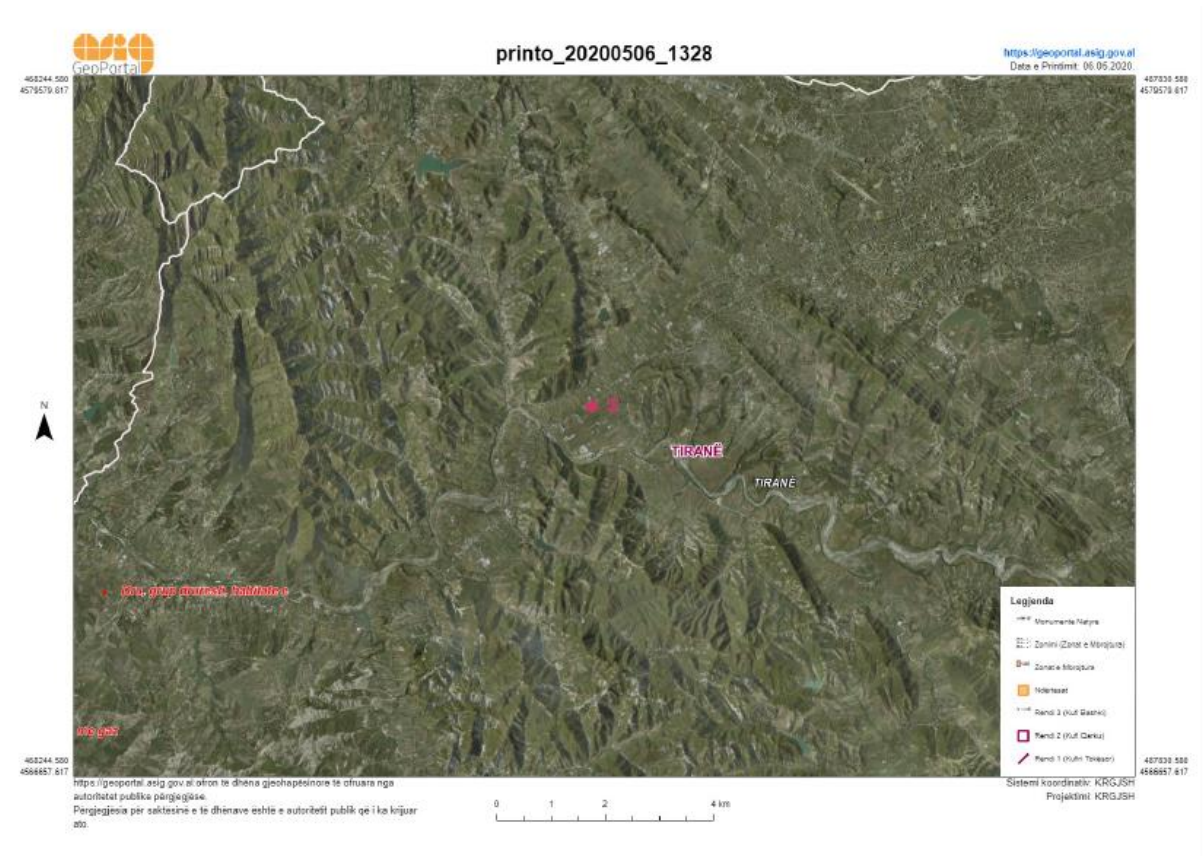 asig
GeoPortal
printo_20200506_1328
https://geoportal.asig.gov.al
Data e Printimit: 06.05.2020.
468244.580
4579579.617
487830.588
4579579.617
N
TIRANË
TIRANË
me gaz
Legjenda
Monumente Natyre
Zonimi (Zonat e Mbrojtura)
Zonat e Mbrojtura
Ndërtesat
Rendi 3 (Kufi Bashki)
Rendi 2 (Kufi Qarku)
Rendi 1 (Kufiri Tokësor)
468244.580
4566657.617
487830.588
4566657.617
https://geoportal.asig.gov.al ofron të dhëna gjeohapësinore të ofruara nga
autoritetet publike përgjegjëse.
Përgjegjësia për saktësinë e të dhënave është e autoritetit publik që i ka krijuar
ato.
0 1 2 4 km
Sistemi koordinativ: KRGJSH
Projektimi: KRGJSH